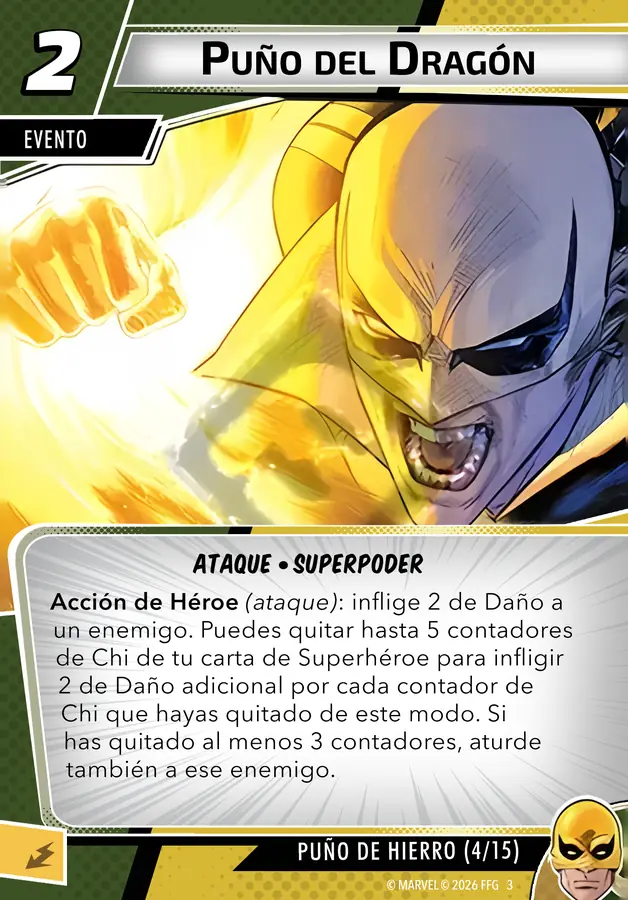 2
PUÑO DEL DRAGÓN
EVENTO
ATAQUE • SUPERPODER
Acción de Héroe (ataque): inflige 2 de Daño a
un enemigo. Puedes quitar hasta 5 contadores
de Chi de tu carta de Superhéroe para infligir
2 de Daño adicional por cada contador de
Chi que hayas quitado de este modo. Si
has quitado al menos 3 contadores, aturde
también a ese enemigo.
PUÑO DE HIERRO (4/15)
© MARVEL © 2026 FFG 3